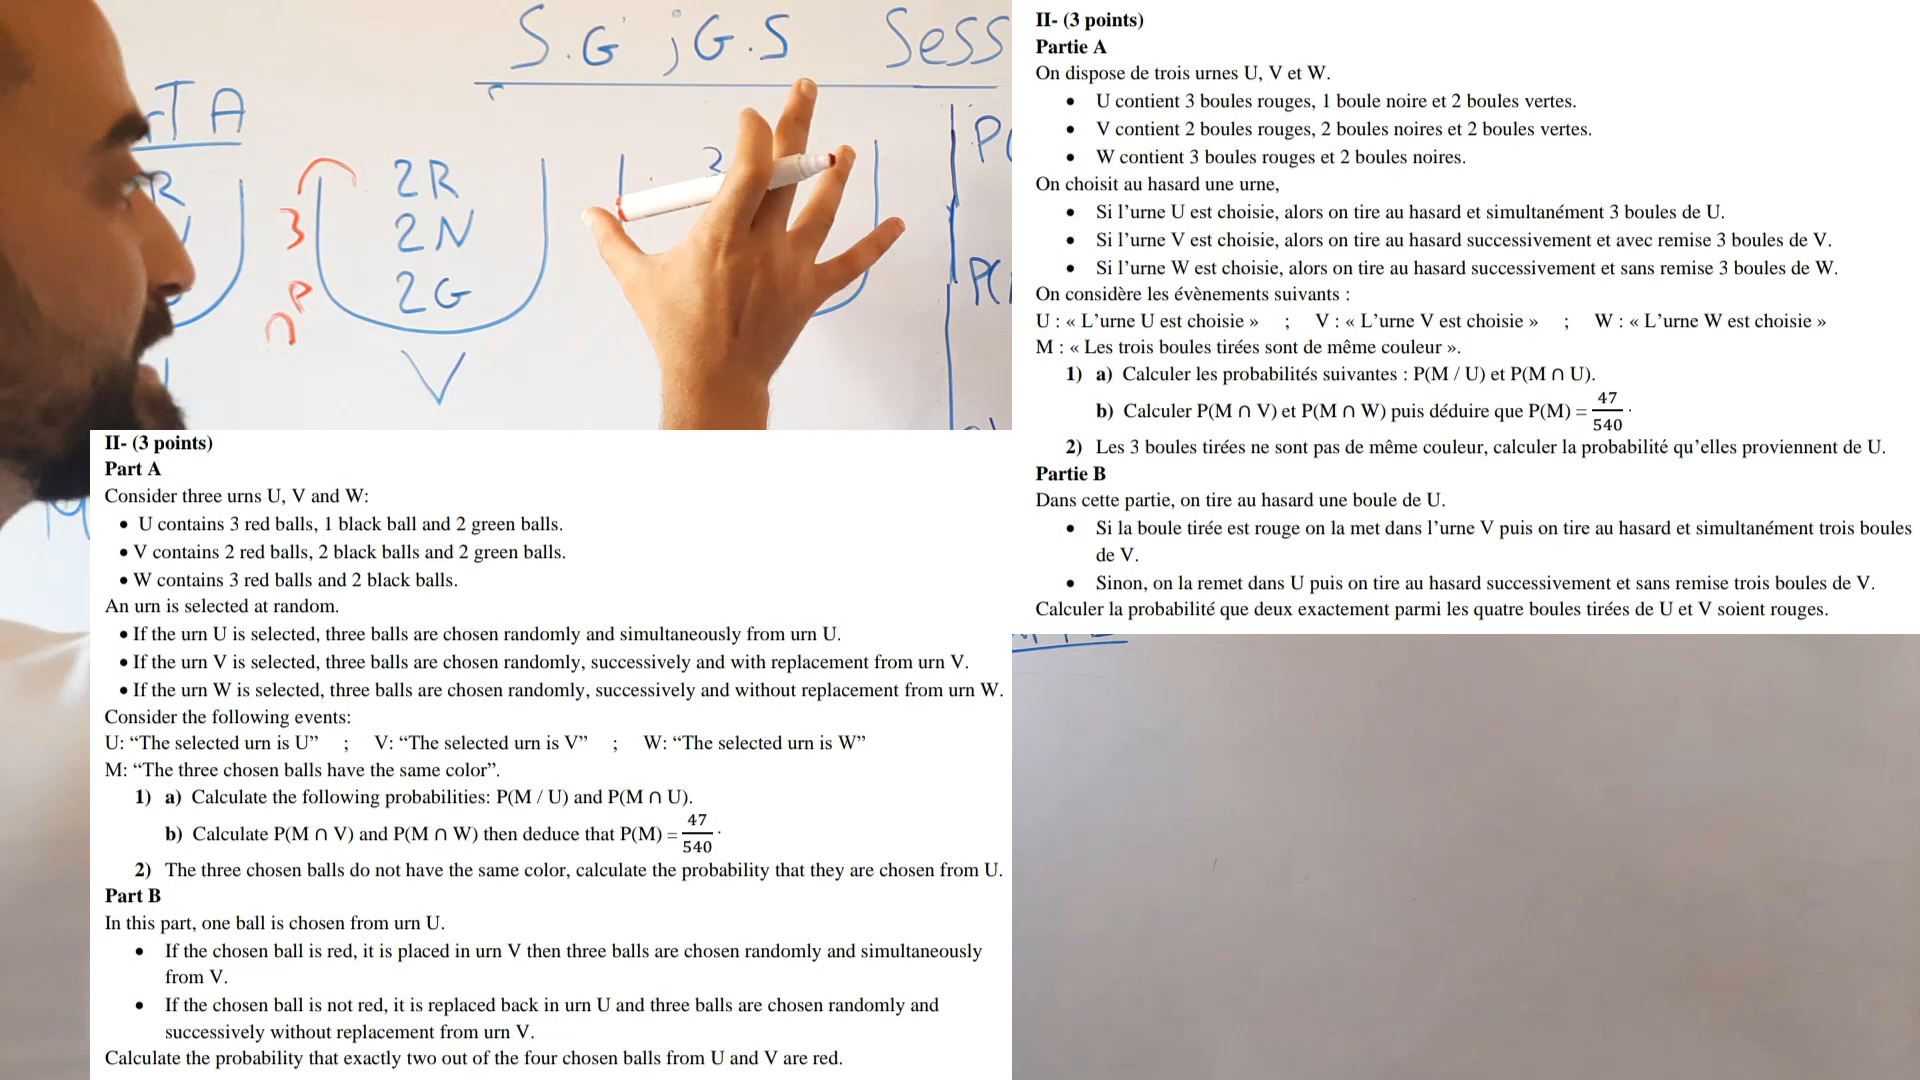 S.G ; G.S Sess
TA
R
3
P
n
2R
2N
2G
V
2
P(
P(
II- (3 points)
Part A
Consider three urns U, V and W:
• U contains 3 red balls, 1 black ball and 2 green balls.
• V contains 2 red balls, 2 black balls and 2 green balls.
• W contains 3 red balls and 2 black balls.
An urn is selected at random.
• If the urn U is selected, three balls are chosen randomly and simultaneously from urn U.
• If the urn V is selected, three balls are chosen randomly, successively and with replacement from urn V.
• If the urn W is selected, three balls are chosen randomly, successively and without replacement from urn W.
Consider the following events:
U: “The selected urn is U” ; V: “The selected urn is V” ; W: “The selected urn is W”
M: “The three chosen balls have the same color”.
1) a) Calculate the following probabilities: P(M / U) and P(M ∩ U).
b) Calculate P(M ∩ V) and P(M ∩ W) then deduce that P(M) = 47/540 .
2) The three chosen balls do not have the same color, calculate the probability that they are chosen from U.
Part B
In this part, one ball is chosen from urn U.
• If the chosen ball is red, it is placed in urn V then three balls are chosen randomly and simultaneously
from V.
• If the chosen ball is not red, it is replaced back in urn U and three balls are chosen randomly and
successively without replacement from urn V.
Calculate the probability that exactly two out of the four chosen balls from U and V are red.
II- (3 points)
Partie A
On dispose de trois urnes U, V et W.
• U contient 3 boules rouges, 1 boule noire et 2 boules vertes.
• V contient 2 boules rouges, 2 boules noires et 2 boules vertes.
• W contient 3 boules rouges et 2 boules noires.
On choisit au hasard une urne,
• Si l’urne U est choisie, alors on tire au hasard et simultanément 3 boules de U.
• Si l’urne V est choisie, alors on tire au hasard successivement et avec remise 3 boules de V.
• Si l’urne W est choisie, alors on tire au hasard successivement et sans remise 3 boules de W.
On considère les évènements suivants :
U : « L’urne U est choisie » ; V : « L’urne V est choisie » ; W : « L’urne W est choisie »
M : « Les trois boules tirées sont de même couleur ».
1) a) Calculer les probabilités suivantes : P(M / U) et P(M ∩ U).
b) Calculer P(M ∩ V) et P(M ∩ W) puis déduire que P(M) = 47/540 .
2) Les 3 boules tirées ne sont pas de même couleur, calculer la probabilité qu’elles proviennent de U.
Partie B
Dans cette partie, on tire au hasard une boule de U.
• Si la boule tirée est rouge on la met dans l’urne V puis on tire au hasard et simultanément trois boules
de V.
• Sinon, on la remet dans U puis on tire au hasard successivement et sans remise trois boules de V.
Calculer la probabilité que deux exactement parmi les quatre boules tirées de U et V soient rouges.